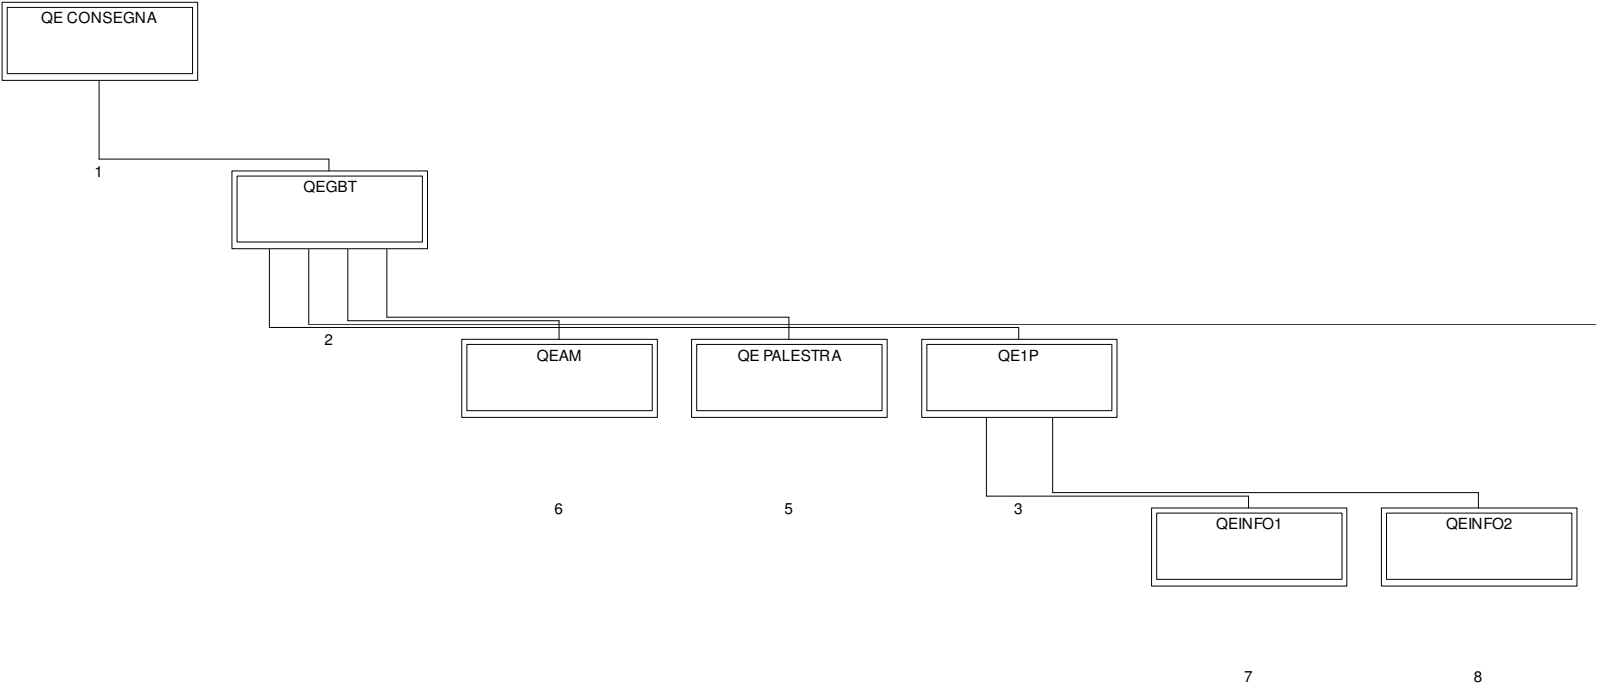 QE CONSEGNA
1
QEGBT
2
QEAM
QE PALESTRA
QE1P
6
5
3
QEINFO1
QEINFO2
7
8